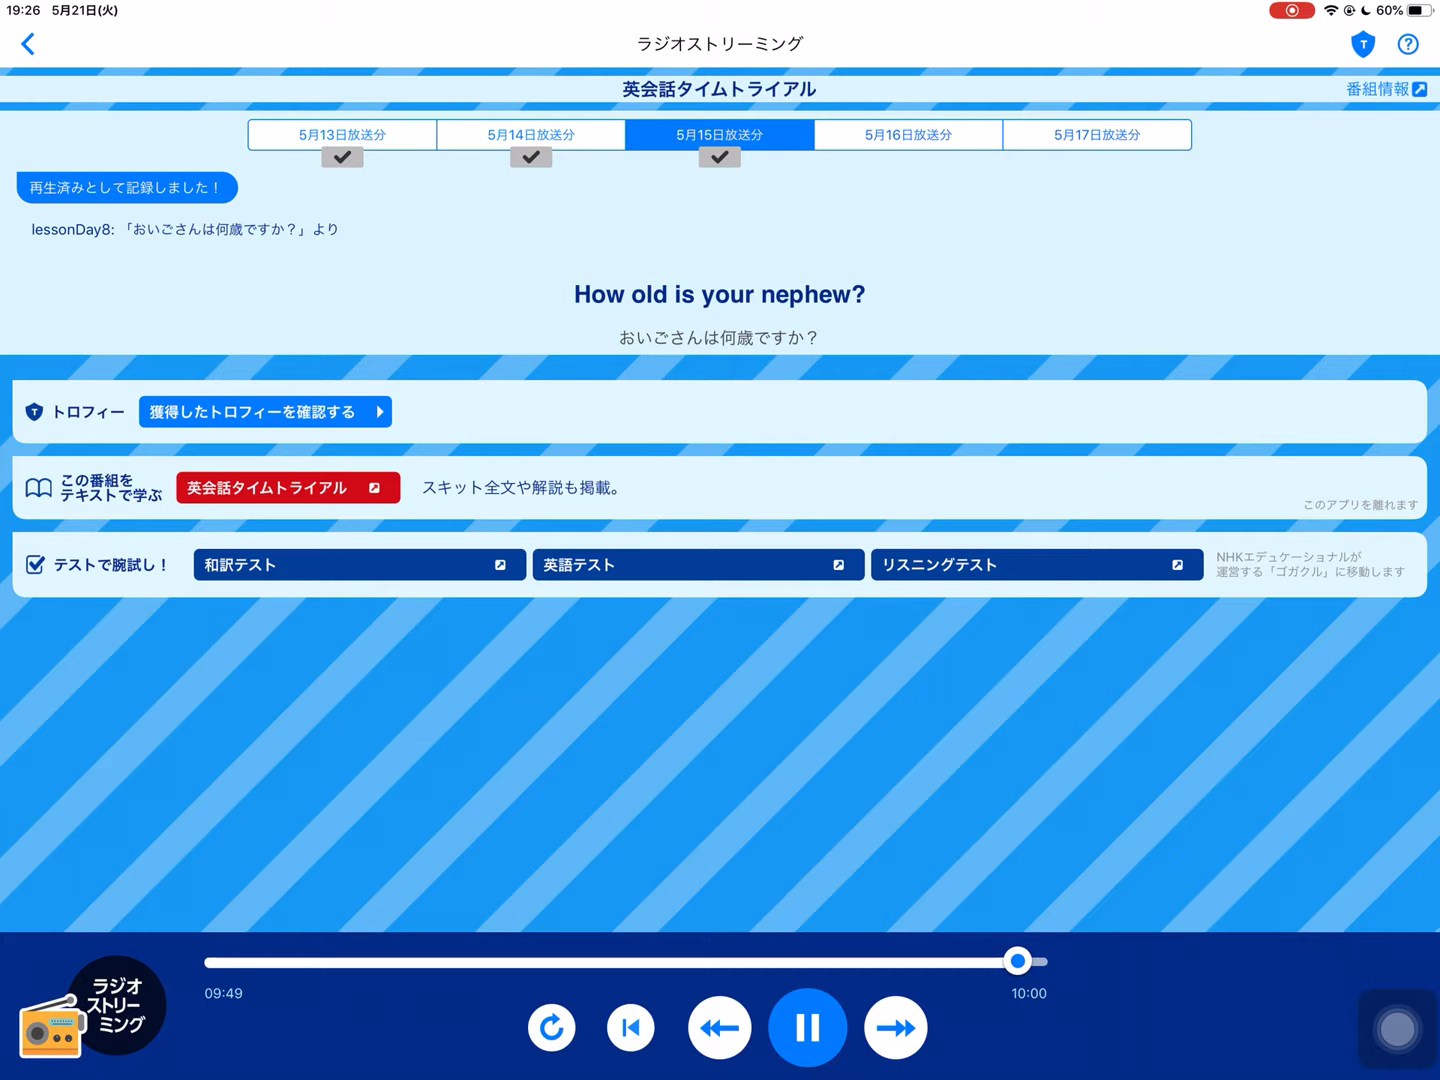 19:26 5月21日(火)
60%
ラジオストリーミング
英会話タイムトライアル
番組情報
5月13日放送分
5月14日放送分
5月15日放送分
5月16日放送分
5月17日放送分
再生済みとして記録しました！
lessonDay8: 「おいごさんは何歳ですか？」より
How old is your nephew?
おいごさんは何歳ですか？
トロフィー
獲得したトロフィーを確認する
この番組を
テキストで学ぶ
英会話タイムトライアル
スキット全文や解説も掲載。
このアプリを離れます
テストで腕試し！
和訳テスト
英語テスト
リスニングテスト
NHKエデュケーショナルが
運営する「ゴガクル」に移動します
ラジオ
ストリー
ミング
09:49
10:00